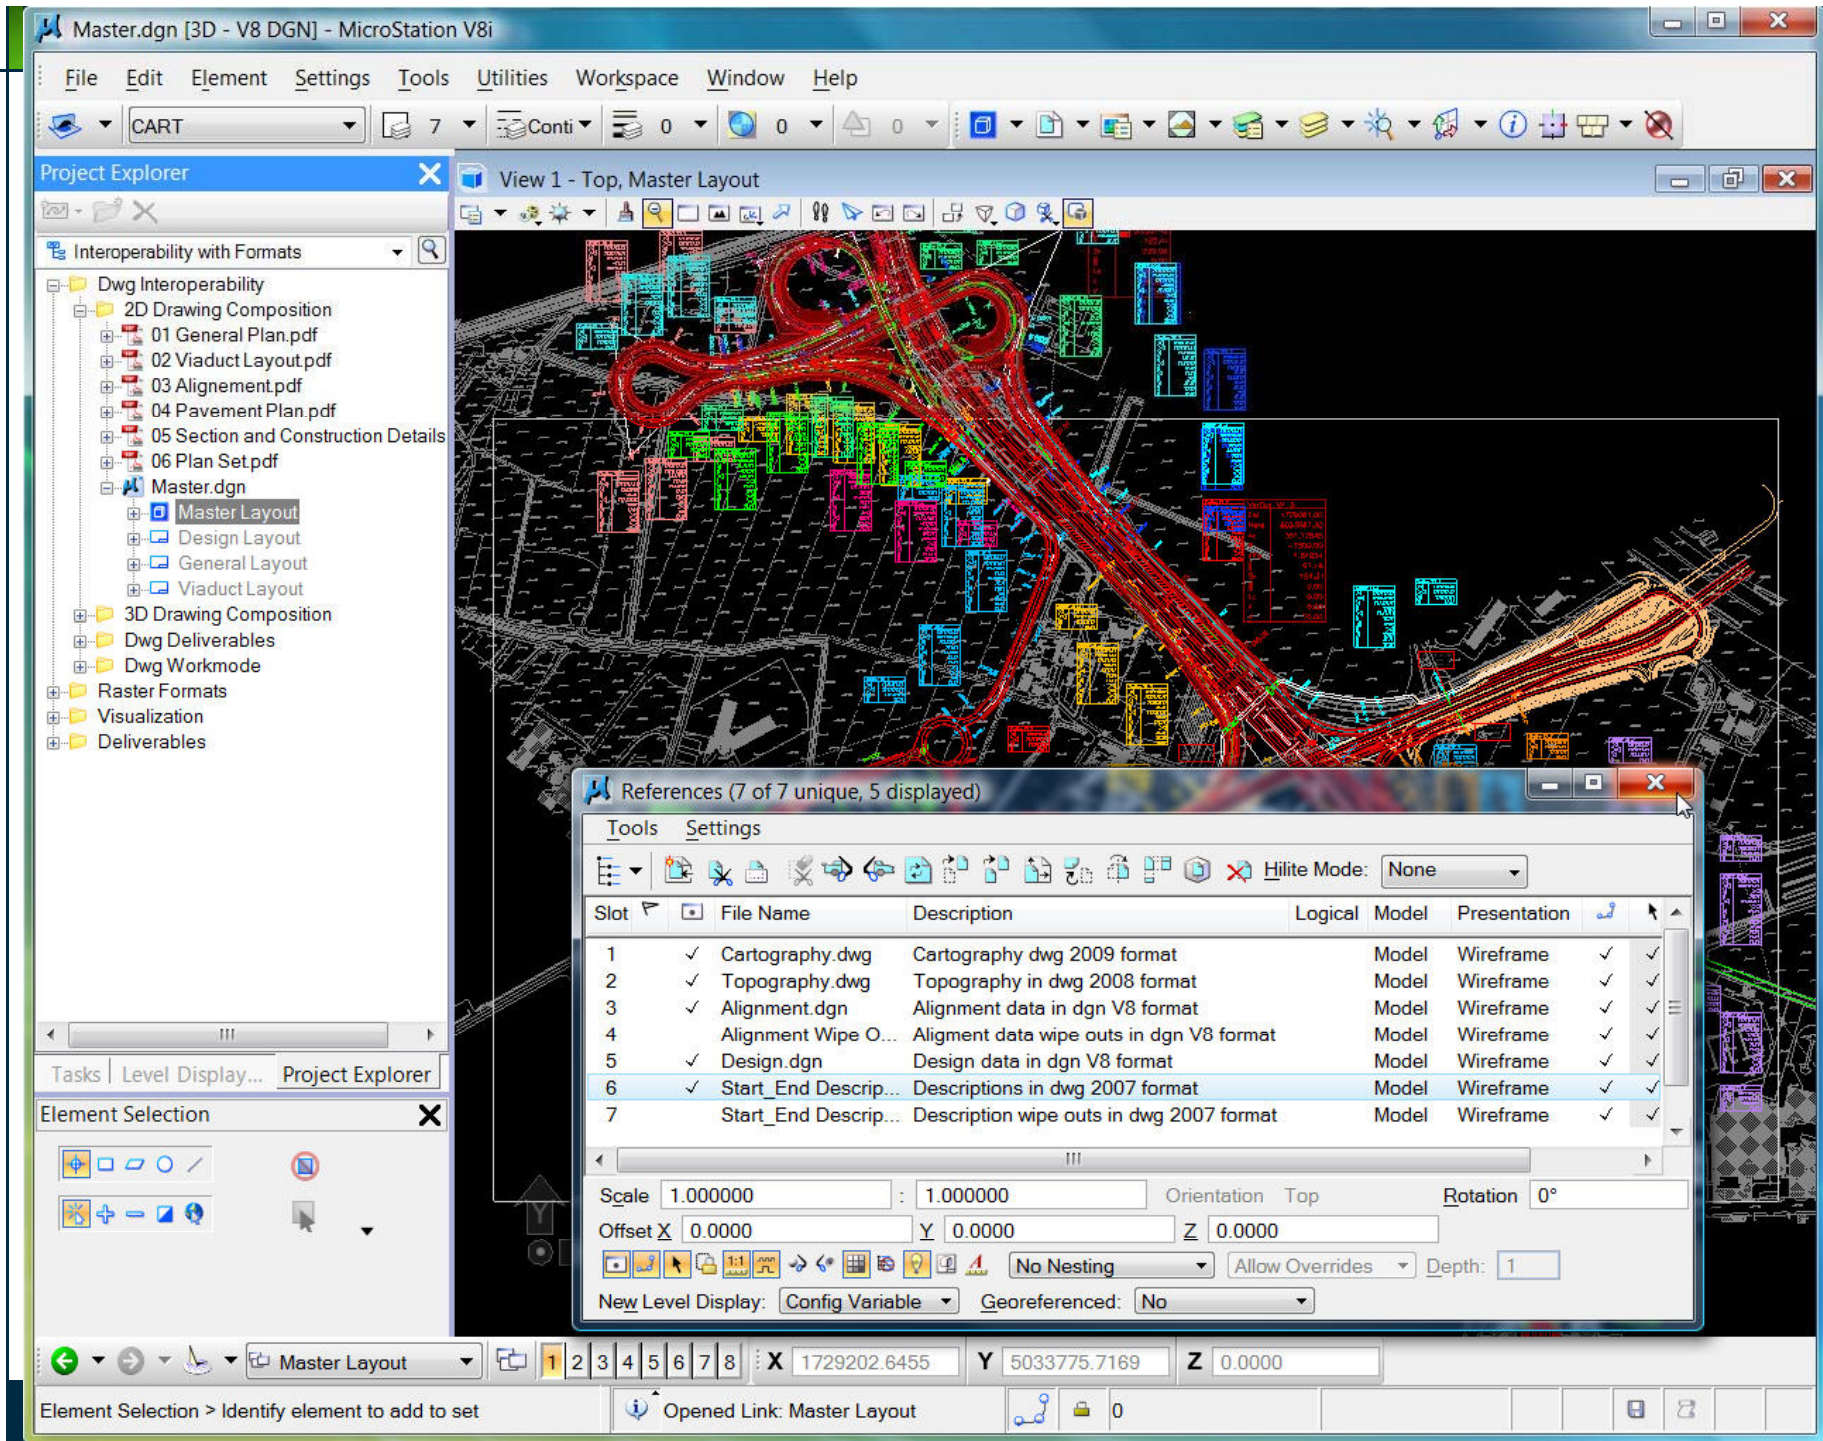 Master.dgn [3D - V8 DGN] - MicroStation V8i
File Edit Element Settings Tools Utilities Workspace Window Help
CART 7 Conti 0 0 0
Project Explorer
View 1 - Top, Master Layout
Interoperability with Formats
Dwg Interoperability
2D Drawing Composition
01 General Plan.pdf
02 Viaduct Layout.pdf
03 Alignement.pdf
04 Pavement Plan.pdf
05 Section and Construction Details
06 Plan Set.pdf
Master.dgn
Master Layout
Design Layout
General Layout
Viaduct Layout
3D Drawing Composition
Dwg Deliverables
Dwg Workmode
Raster Formats
Visualization
Deliverables
Tasks Level Display... Project Explorer
Element Selection
References (7 of 7 unique, 5 displayed)
Tools Settings
Hilite Mode: None
Slot File Name Description Logical Model Presentation
1 Cartography.dwg Cartography dwg 2009 format Model Wireframe
2 Topography.dwg Topography in dwg 2008 format Model Wireframe
3 Alignment.dgn Alignment data in dgn V8 format Model Wireframe
4 Alignment Wipe O... Aligment data wipe outs in dgn V8 format Model Wireframe
5 Design.dgn Design data in dgn V8 format Model Wireframe
6 Start_End Descrip... Descriptions in dwg 2007 format Model Wireframe
7 Start_End Descrip... Description wipe outs in dwg 2007 format Model Wireframe
Scale 1.000000 : 1.000000 Orientation Top Rotation 0°
Offset X 0.0000 Y 0.0000 Z 0.0000
1:1 No Nesting Allow Overrides Depth: 1
New Level Display: Config Variable Georeferenced: No
Y
Master Layout 1 2 3 4 5 6 7 8 X 1729202.6455 Y 5033775.7169 Z 0.0000
Element Selection > Identify element to add to set Opened Link: Master Layout 0